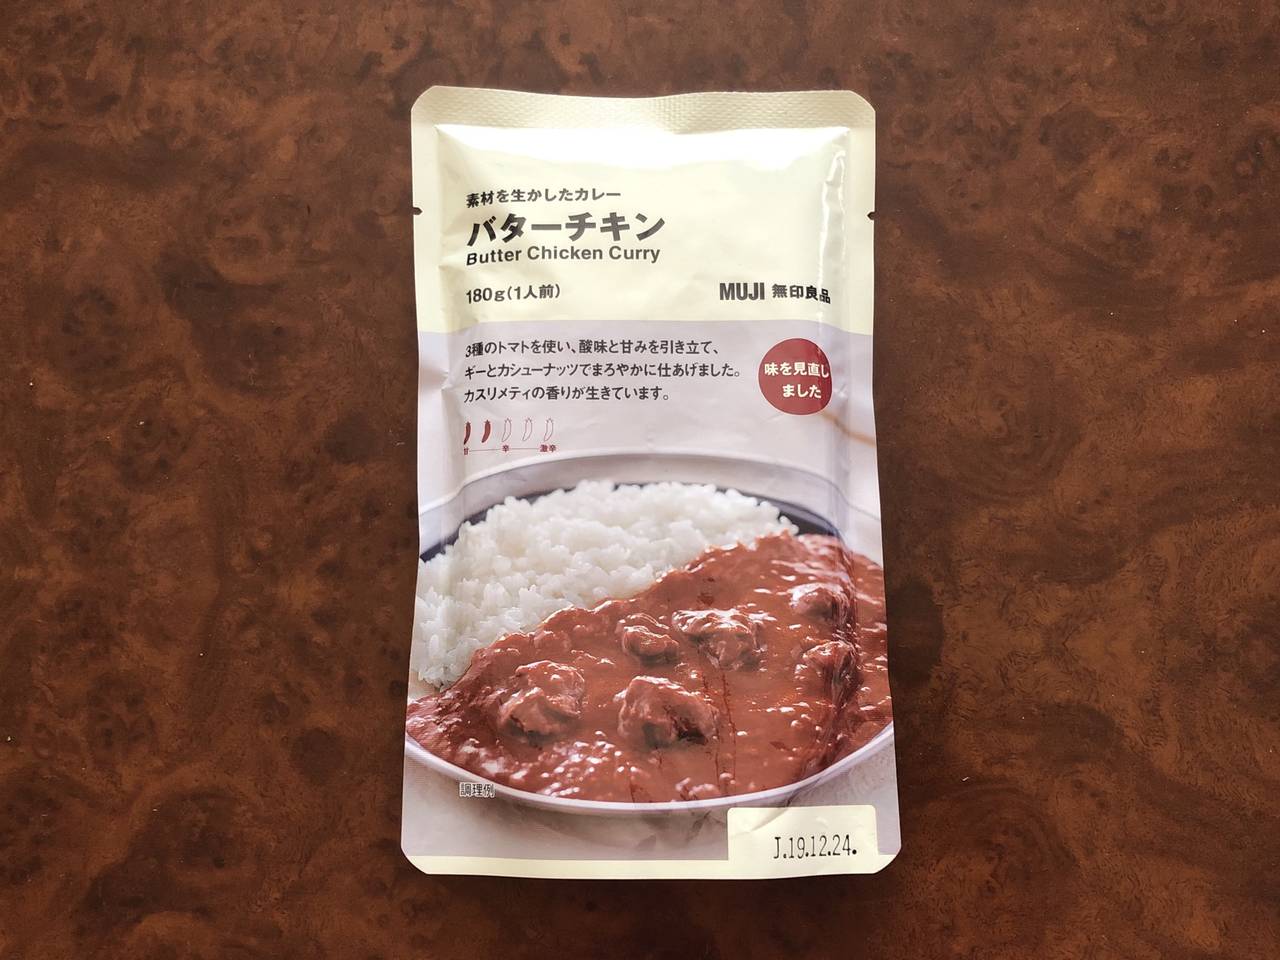 素材を生かしたカレー
バターチキン
Butter Chicken Curry
180g(1人前)
MUJI 無印良品
3種のトマトを使い、酸味と甘みを引き立て、
ギーとカシューナッツでまろやかに仕あげました。
カスリメティの香りが生きています。
味を見直し
ました
甘 辛 激辛
調理例
J.19.12.24.